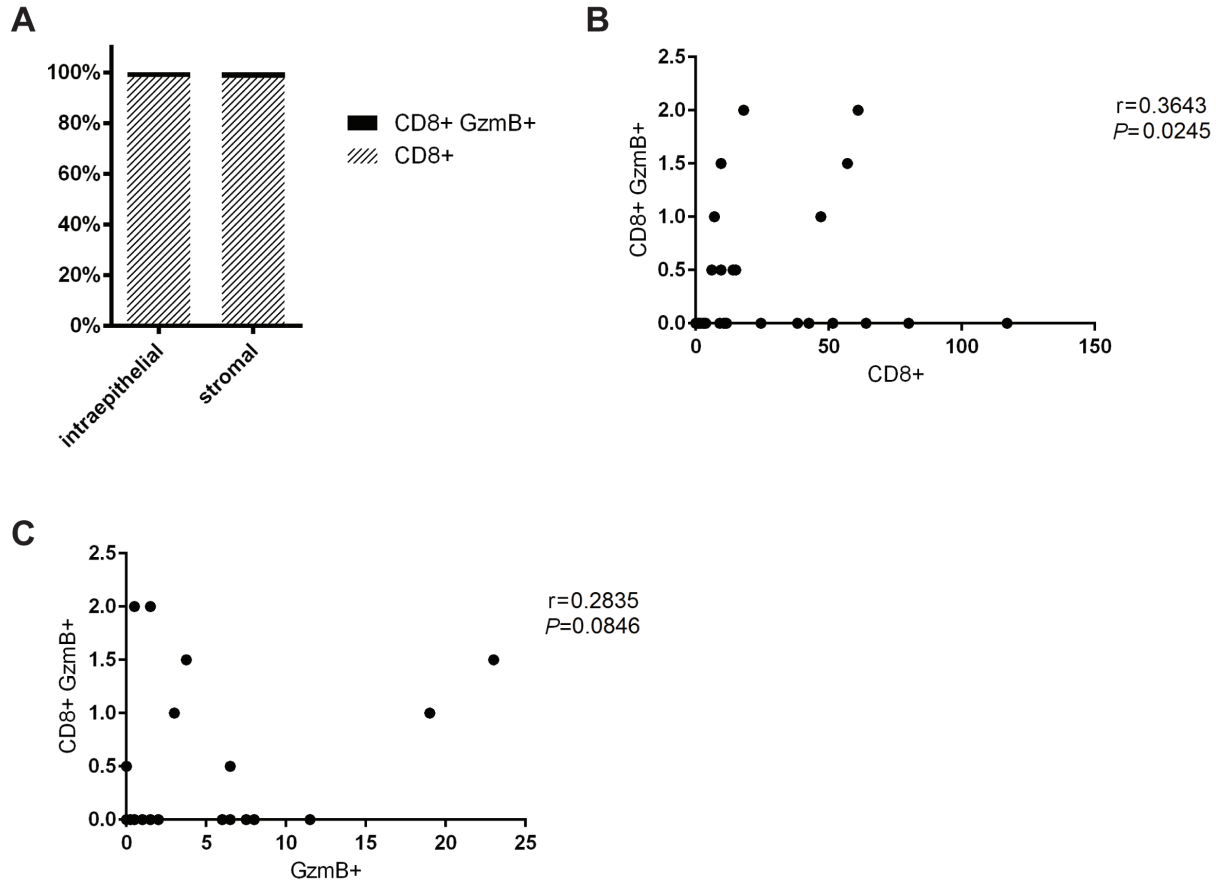 A
100%
80%
60%
40%
20%
0%
intraepithelial
stromal
CD8+ GzmB+
CD8+
B
2.5
2.0
1.5
1.0
0.5
0.0
CD8+ GzmB+
0 50 100 150
CD8+
r=0.3643
P=0.0245
C
2.5
2.0
1.5
1.0
0.5
0.0
CD8+ GzmB+
0 5 10 15 20 25
GzmB+
r=0.2835
P=0.0846